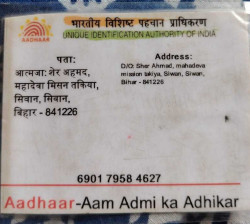 भारतीय विशिष्ट पहचान प्राधिकरण
UNIQUE IDENTIFICATION AUTHORITY OF INDIA
AADHAAR
पता:
आत्मजा: शेर अहमद,
महादेवा मिसन तकिया,
सिवान, सिवान,
बिहार - 841226
Address:
D/O: Sher Ahmad, mahadeva
mission takiya, Siwan, Siwan,
Bihar - 841226
6901 7958 4627
Aadhaar-Aam Admi ka Adhikar